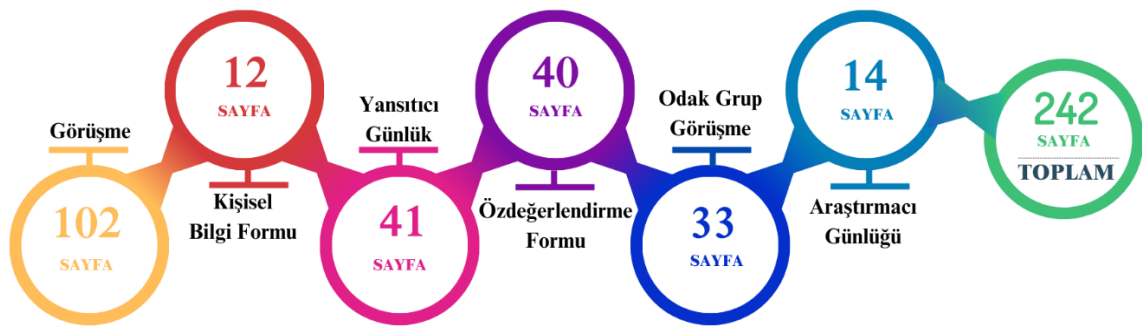 Görüşme
102
SAYFA
12
SAYFA
Kişisel
Bilgi Formu
Yansıtıcı
Günlük
41
SAYFA
40
SAYFA
Özdeğerlendirme
Formu
Odak Grup
Görüşme
33
SAYFA
14
SAYFA
Araştırmacı
Günlüğü
242
SAYFA
TOPLAM